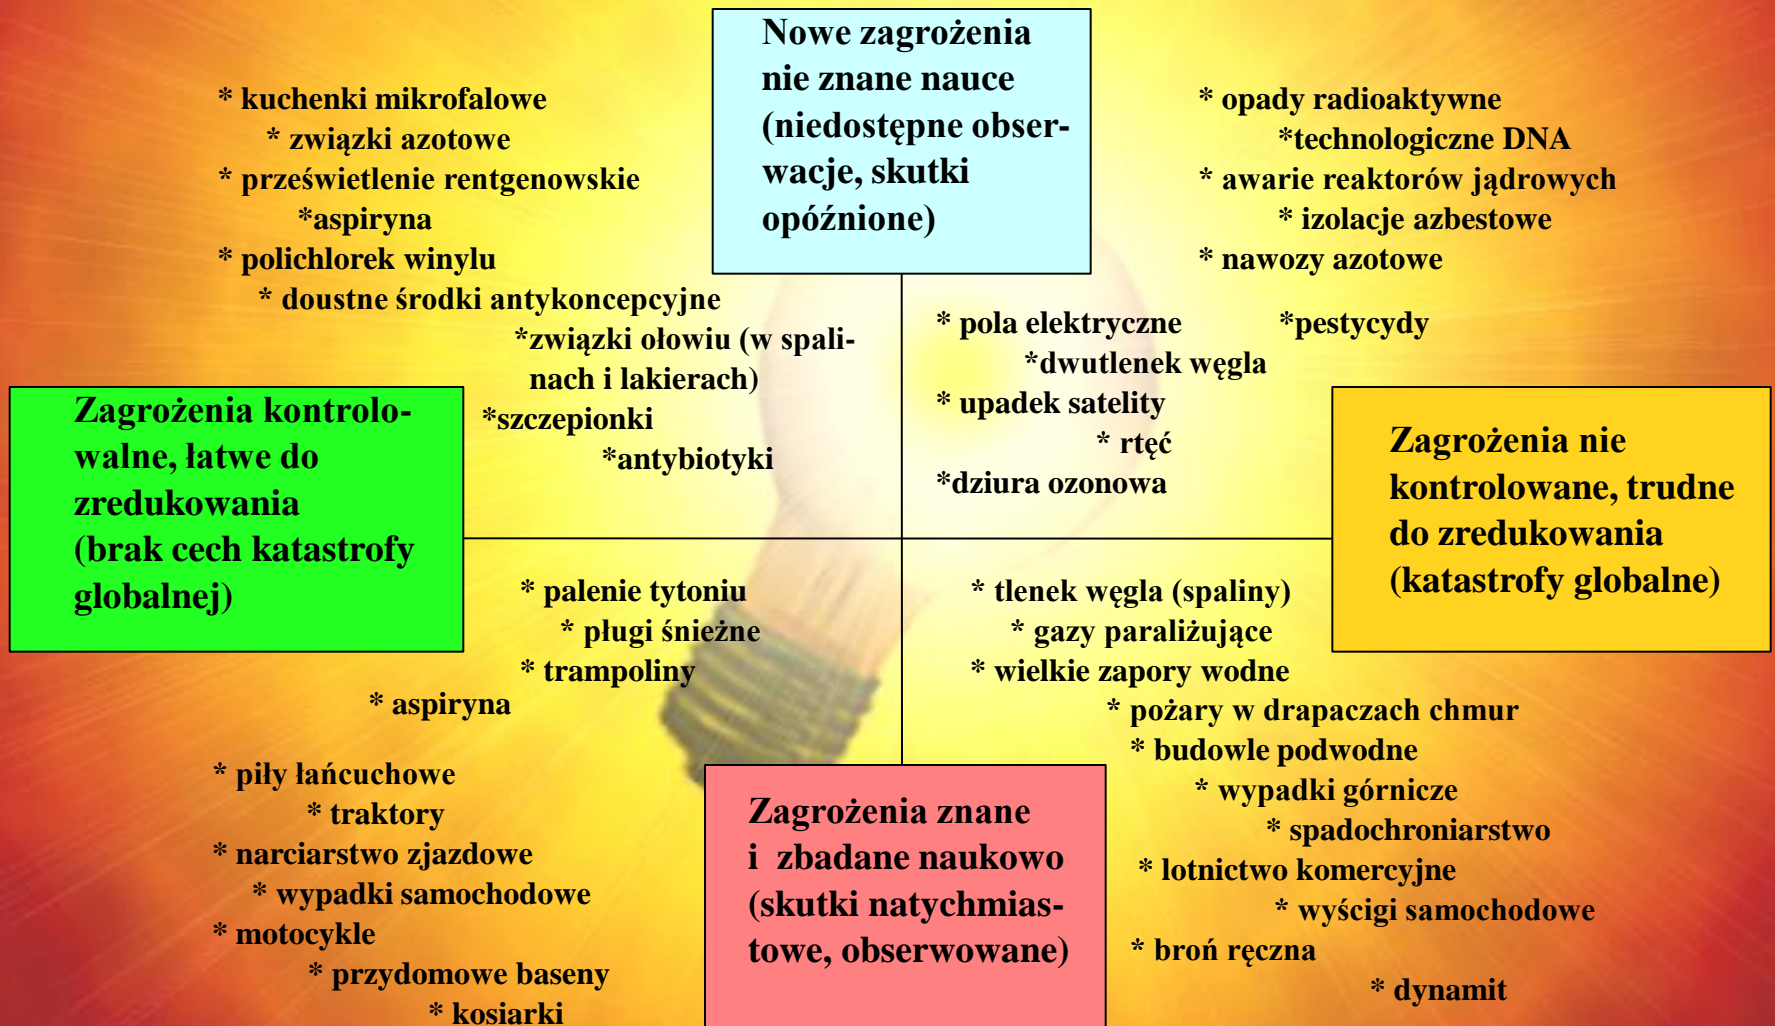 Nowe zagrożenia
nie znane nauce
(niedostępne obser-
wacje, skutki
opóźnione)
* kuchenki mikrofalowe
* związki azotowe
* prześwietlenie rentgenowskie
*aspiryna
* polichlorek winylu
* doustne środki antykoncepcyjne
*związki ołowiu (w spali-
nach i lakierach)
*szczepionki
*antybiotyki
* opady radioaktywne
*technologiczne DNA
* awarie reaktorów jądrowych
* izolacje azbestowe
* nawozy azotowe
* pola elektryczne *pestycydy
*dwutlenek węgla
* upadek satelity
* rtęć
*dziura ozonowa
Zagrożenia kontrolo-
walne, łatwe do
zredukowania
(brak cech katastrofy
globalnej)
Zagrożenia nie
kontrolowane, trudne
do zredukowania
(katastrofy globalne)
* palenie tytoniu
* pługi śnieżne
* trampoliny
* aspiryna
* piły łańcuchowe
* traktory
* narciarstwo zjazdowe
* wypadki samochodowe
* motocykle
* przydomowe baseny
* kosiarki
* tlenek węgla (spaliny)
* gazy paraliżujące
* wielkie zapory wodne
* pożary w drapaczach chmur
* budowle podwodne
* wypadki górnicze
* spadochroniarstwo
* lotnictwo komercyjne
* wyścigi samochodowe
* broń ręczna
* dynamit
Zagrożenia znane
i zbadane naukowo
(skutki natychmias-
towe, obserwowane)